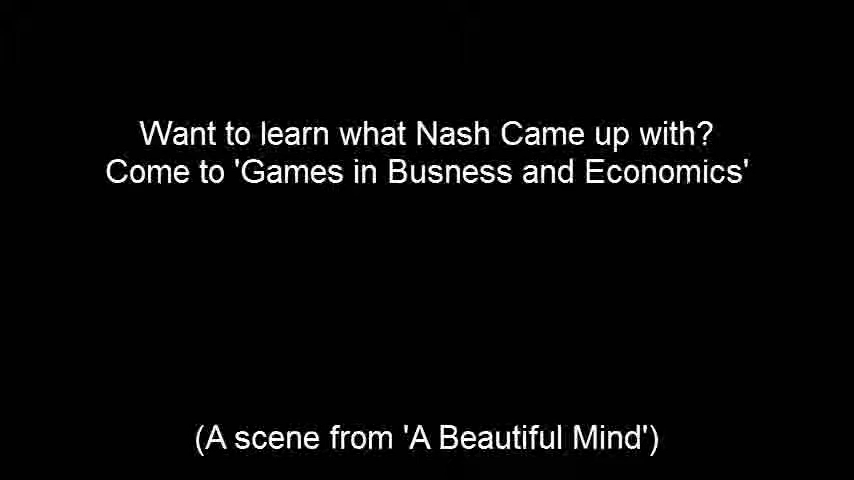 Want to learn what Nash Came up with?
Come to 'Games in Busness and Economics'
(A scene from 'A Beautiful Mind')